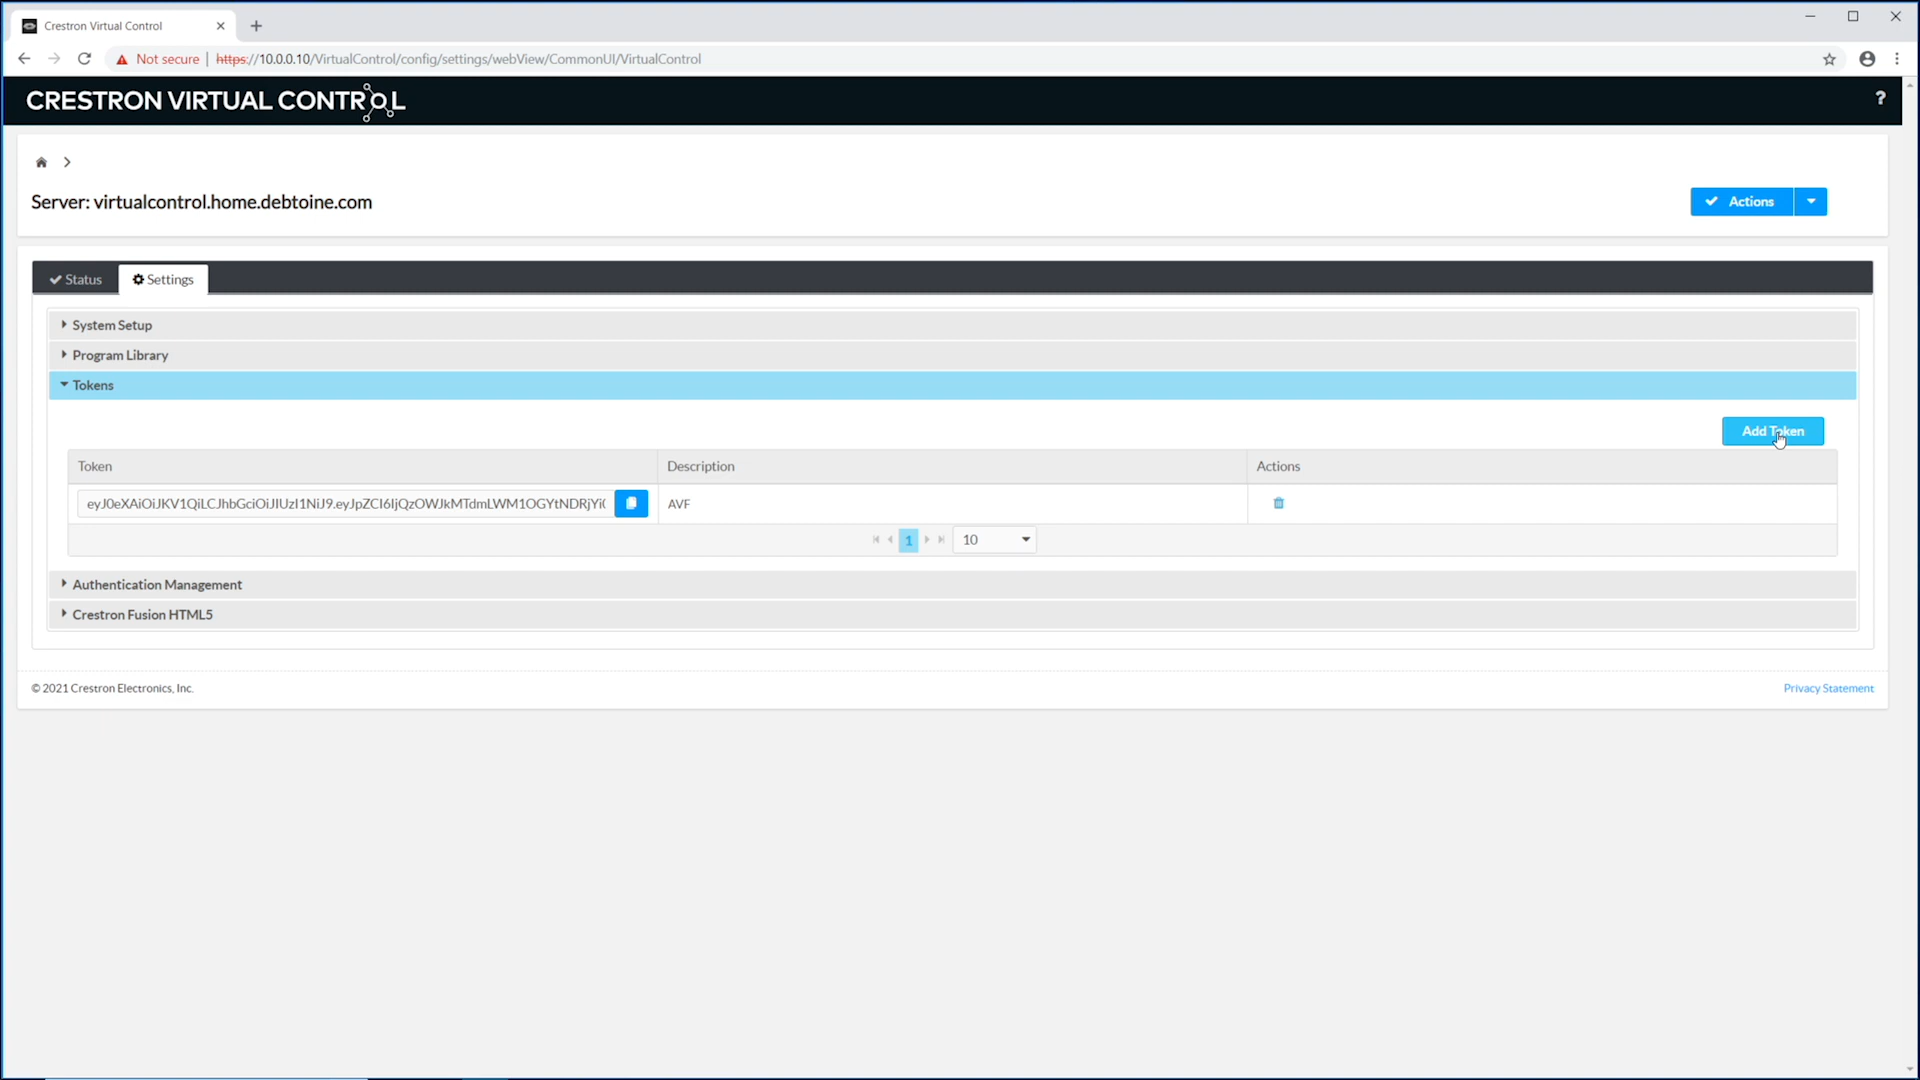 Crestron Virtual Control
Not secure | https://10.0.0.10/VirtualControl/config/settings/webView/CommonUI/VirtualControl
CRESTRON VIRTUAL CONTROL
?
Server: virtualcontrol.home.debtoine.com
Actions
Status
Settings
System Setup
Program Library
Tokens
Add Token
Token Description Actions
eyJ0eXAiOiJKV1QiLCJhbGciOiJIUzI1NiJ9.eyJpZCI6IjQzOWJkMTdmLWM1OGYtNDRjYi( AVF
1 10
Authentication Management
Crestron Fusion HTML5
© 2021 Crestron Electronics, Inc.
Privacy Statement